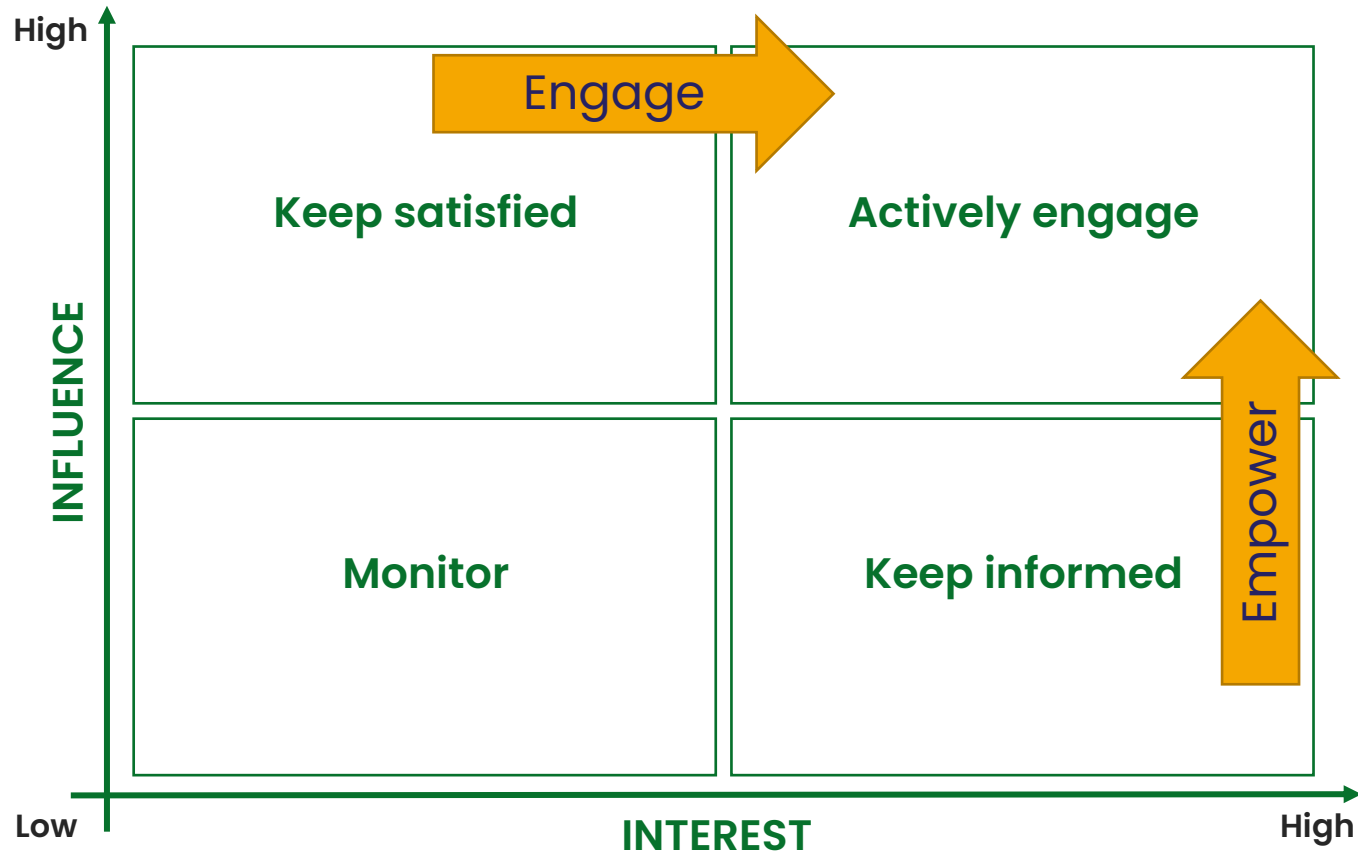 High
Engage
Keep satisfied
Actively engage
INFLUENCE
Empower
Monitor
Keep informed
Low
INTEREST
High